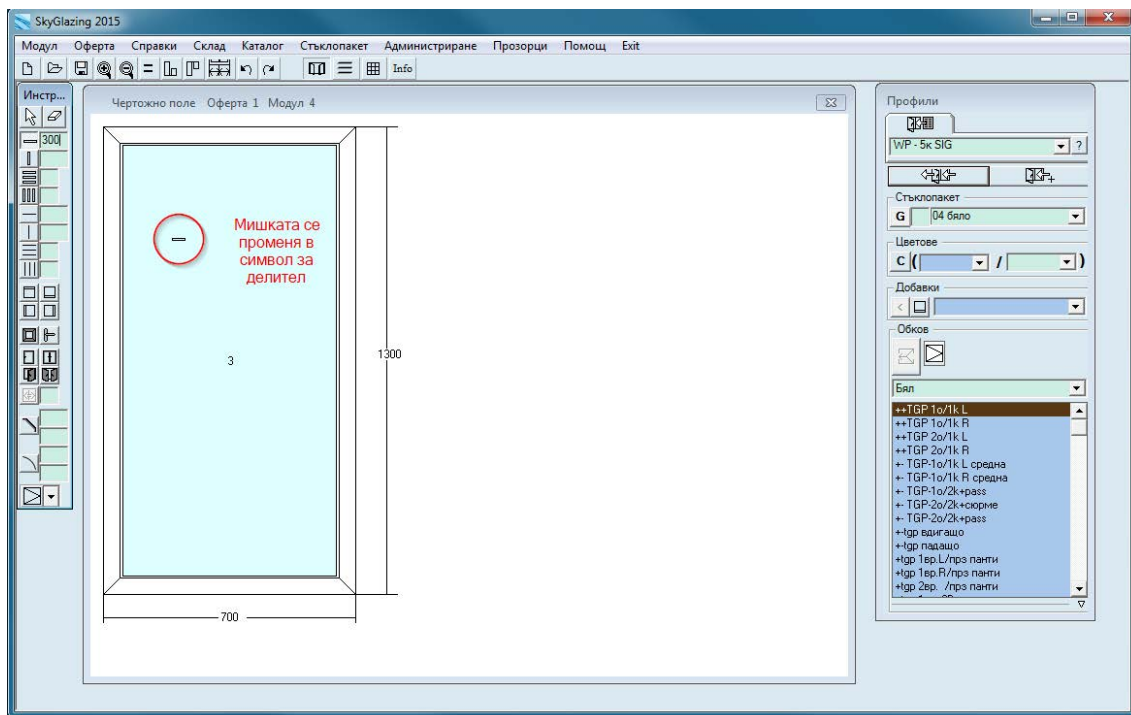 SkyGlazing 2015
Модул Оферта Справки Склад Каталог Стъклопакет Администриране Прозорци Помощ Exit
Info
Инстр...
300
Чертожно поле Оферта 1 Модул 4
Мишката се
променя в
символ за
делител
3
1300
700
Профили
WP - 5к SIG
?
Стъклопакет
G 04 бяло
Цветове
C ( / )
Добавки
<
Обков
Бял
++TGP 1o/1k L
++TGP 1o/1k R
++TGP 2o/1k L
++TGP 2o/1k R
+- TGP-1o/1k L средна
+- TGP-1o/1k R средна
+- TGP-1o/2k+pass
+- TGP-2o/2k+сюрме
+- TGP-2o/2k+pass
+-tgp вдигащо
+-tgp падащо
+tgp 1вр.L/прз панти
+tgp 1вр.R/прз панти
+tgp 2вр. /прз панти